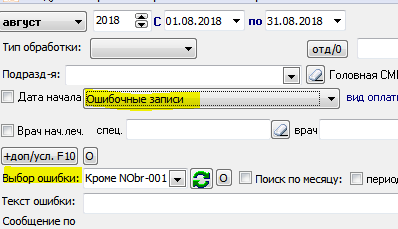 август 2018 С 01.08.2018 по 31.08.2018
Тип обработки: отд/0
Подразд-я: Головная СМ
Дата начала Ошибочные записи вид оплаты
Врач нач.леч. спец. врач
+доп/усл. F10 О
Выбор ошибки: Кроме NObr-001 О Поиск по месяцу: период
Текст ошибки:
Сообщение по